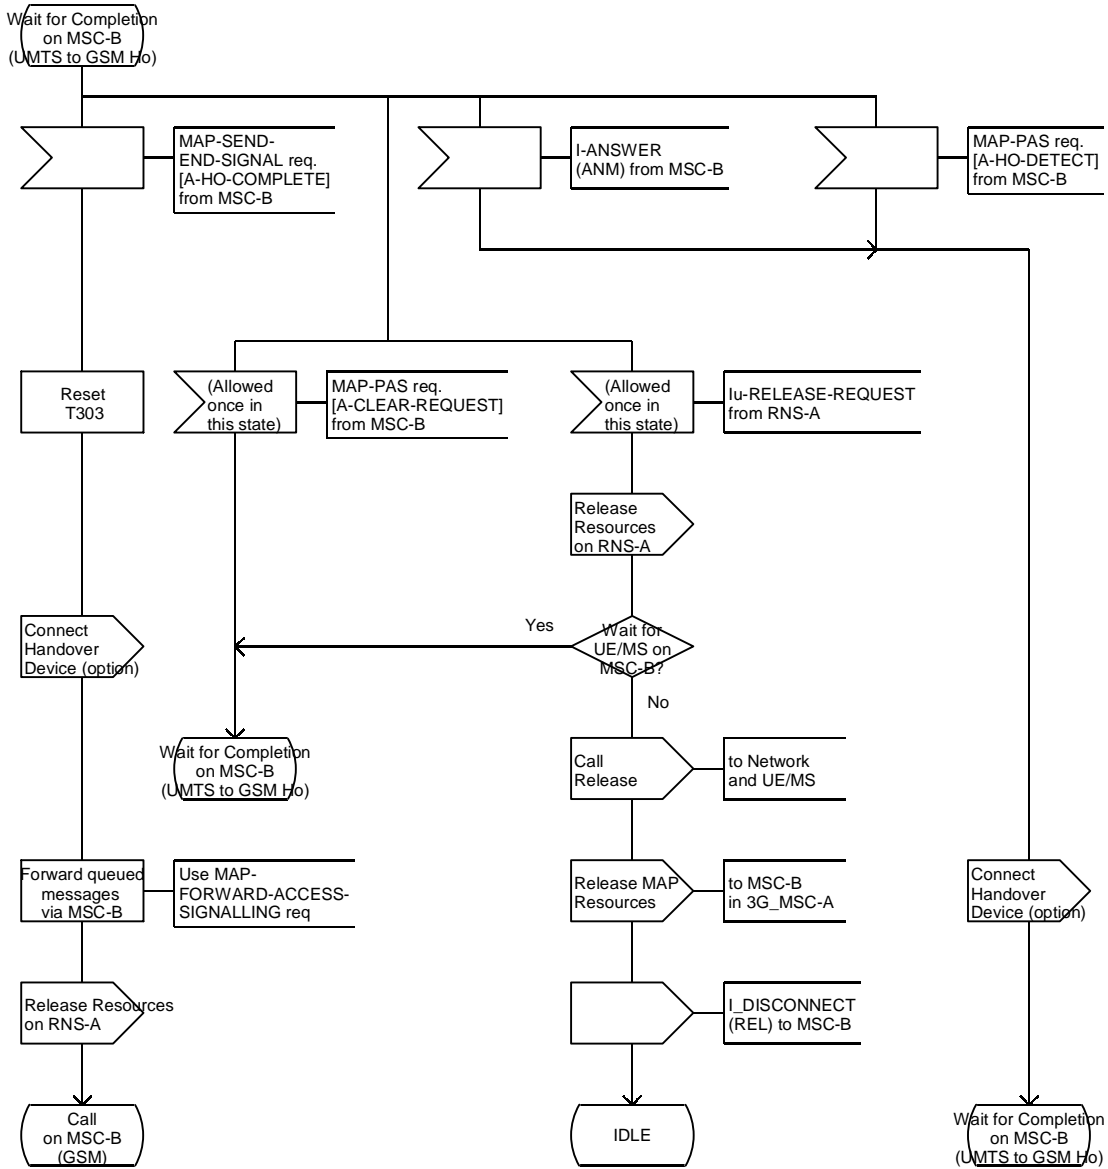 Wait for Completion
on MSC-B
(UMTS to GSM Ho)
MAP-SEND-
END-SIGNAL req.
[A-HO-COMPLETE]
from MSC-B
I-ANSWER
(ANM) from MSC-B
MAP-PAS req.
[A-HO-DETECT]
from MSC-B
Reset
T303
(Allowed
once in
this state)
MAP-PAS req.
[A-CLEAR-REQUEST]
from MSC-B
(Allowed
once in
this state)
Iu-RELEASE-REQUEST
from RNS-A
Release
Resources
on RNS-A
Connect
Handover
Device (option)
Yes
Wait for
UE/MS on
MSC-B?
No
Wait for Completion
on MSC-B
(UMTS to GSM Ho)
Call
Release
to Network
and UE/MS
Forward queued
messages
via MSC-B
Use MAP-
FORWARD-ACCESS-
SIGNALLING req
Release MAP
Resources
to MSC-B
in 3G_MSC-A
Connect
Handover
Device (option)
Release Resources
on RNS-A
I_DISCONNECT
(REL) to MSC-B
Call
on MSC-B
(GSM)
IDLE
Wait for Completion
on MSC-B
(UMTS to GSM Ho)